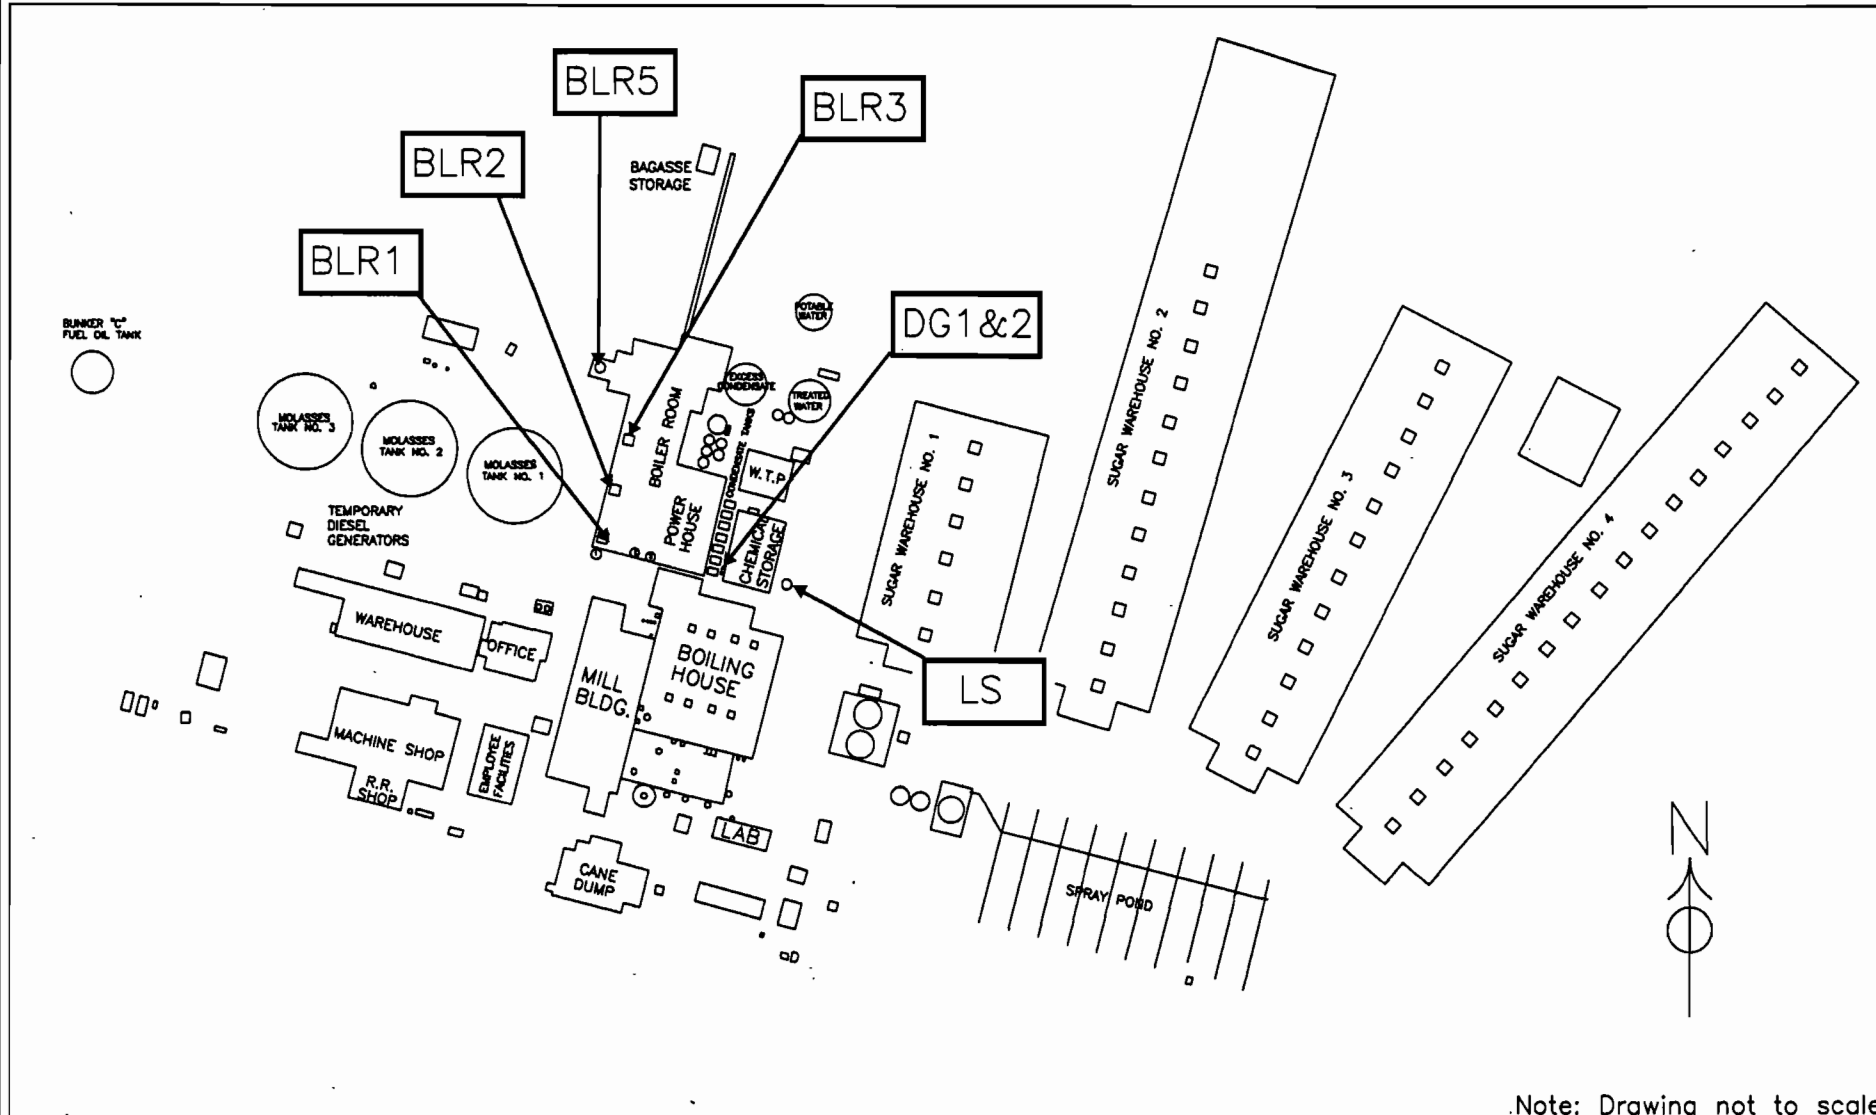 BLR5
BLR3
BLR2
BAGASSE
STORAGE
BLR1
POTABLE
WATER
DG1&2
BUNKER "C"
FUEL OIL TANK
EXCESS
CONDENSATE
TREATED
WATER
MOLASSES
TANK NO. 3
MOLASSES
TANK NO. 2
MOLASSES
TANK NO. 1
BOILER ROOM
CONDENSATE TANKS
W.T.P
POWER
HOUSE
CHEMICAL
STORAGE
TEMPORARY
DIESEL
GENERATORS
SUGAR WAREHOUSE NO. 1
SUGAR WAREHOUSE NO. 2
SUGAR WAREHOUSE NO. 3
SUGAR WAREHOUSE NO. 4
WAREHOUSE
OFFICE
MILL
BLDG.
BOILING
HOUSE
LS
MACHINE SHOP
R.R.
SHOP
EMPLOYEE
FACILITIES
LAB
CANE
DUMP
SPRAY POND
N
Note: Drawing not to scale